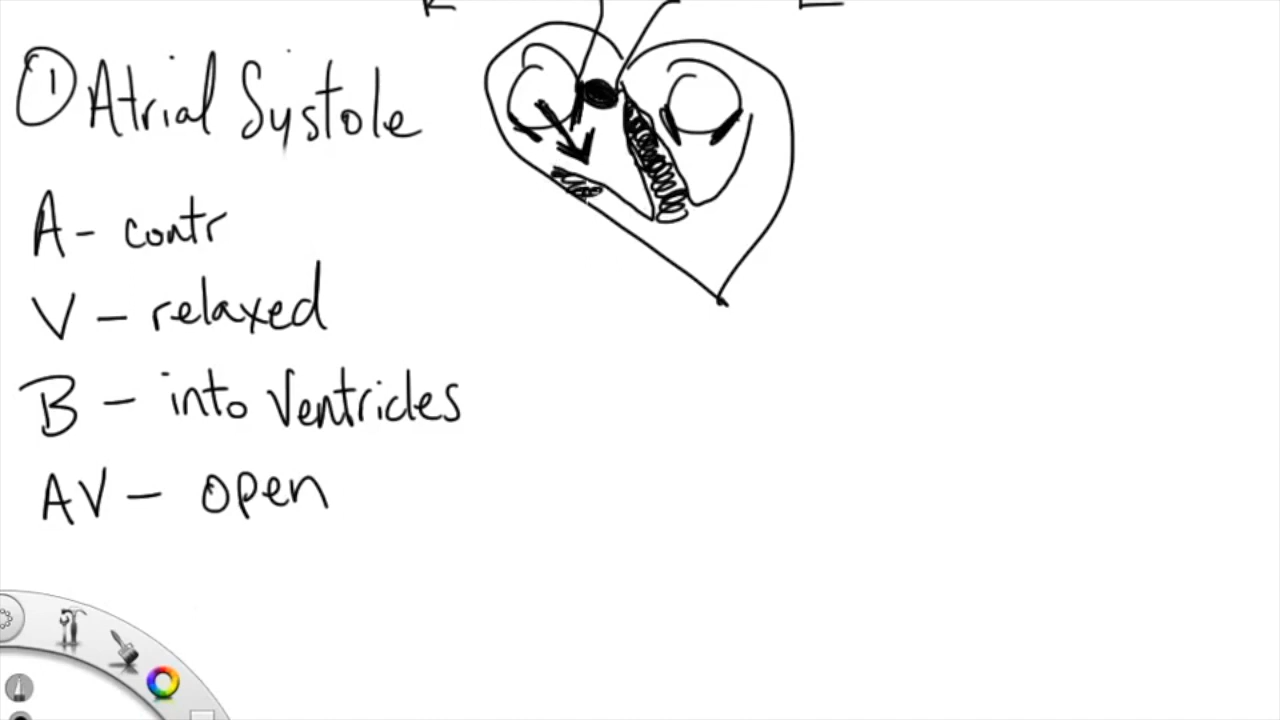 R L
① Atrial Systole
A - contr
V - relaxed
B - into Ventricles
AV - open